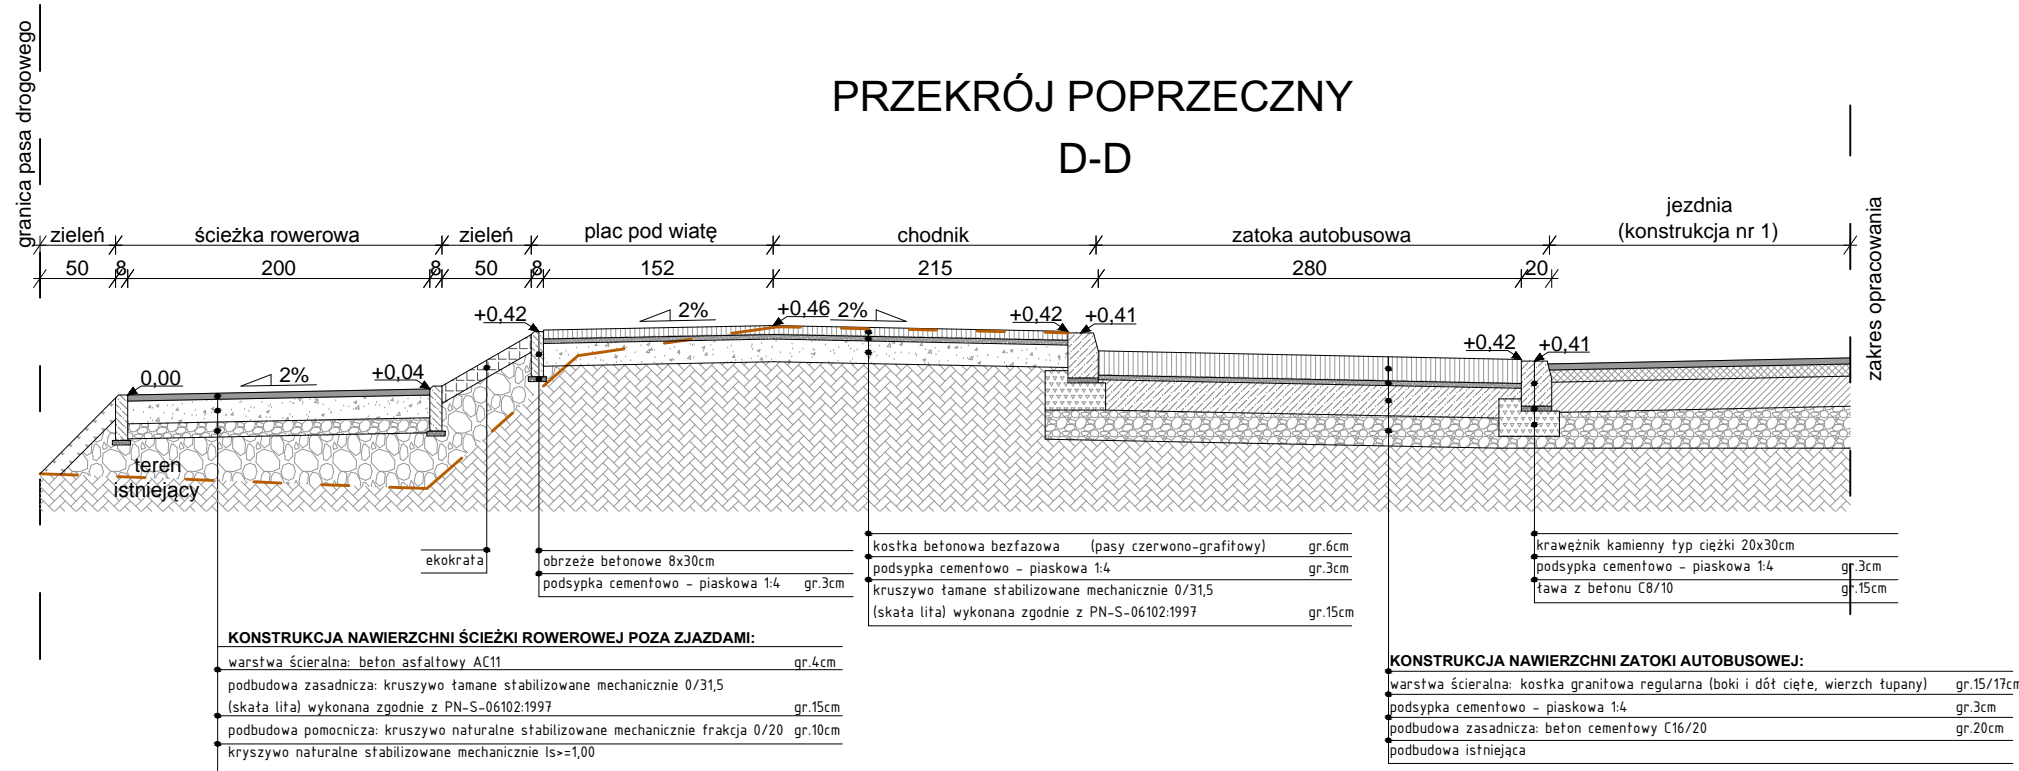 granica pasa drogowego
PRZEKRÓJ POPRZECZNY
D-D
zakres opracowania
zieleń
ścieżka rowerowa
zieleń
plac pod wiatę
chodnik
zatoka autobusowa
jezdnia
(konstrukcja nr 1)
50
8
200
8
50
8
152
215
280
20
+0,42
2%
+0,46
2%
+0,42
+0,41
+0,42
+0,41
0,00
2%
+0,04
teren
istniejący
ekokrata
obrzeże betonowe 8x30cm
podsypka cementowo - piaskowa 1:4 gr.3cm
kostka betonowa bezfazowa (pasy czerwono-grafitowy) gr.6cm
podsypka cementowo - piaskowa 1:4 gr.3cm
kruszywo łamane stabilizowane mechanicznie 0/31,5
(skała lita) wykonana zgodnie z PN-S-06102:1997 gr.15cm
krawężnik kamienny typ ciężki 20x30cm
podsypka cementowo - piaskowa 1:4 gr.3cm
ława z betonu C8/10 gr.15cm
KONSTRUKCJA NAWIERZCHNI ŚCIEŻKI ROWEROWEJ POZA ZJAZDAMI:
warstwa ścieralna: beton asfaltowy AC11 gr.4cm
podbudowa zasadnicza: kruszywo łamane stabilizowane mechanicznie 0/31,5
(skała lita) wykonana zgodnie z PN-S-06102:1997 gr.15cm
podbudowa pomocnicza: kruszywo naturalne stabilizowane mechanicznie frakcja 0/20 gr.10cm
kryszywo naturalne stabilizowane mechanicznie Is>=1,00
KONSTRUKCJA NAWIERZCHNI ZATOKI AUTOBUSOWEJ:
warstwa ścieralna: kostka granitowa regularna (boki i dół cięte, wierzch łupany) gr.15/17cm
podsypka cementowo - piaskowa 1:4 gr.3cm
podbudowa zasadnicza: beton cementowy C16/20 gr.20cm
podbudowa istniejąca